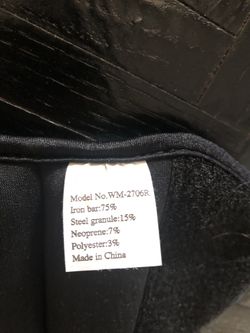 Model No.WM-2706R
Iron bar:75%
Steel granule:15%
Neoprene:7%
Polyester:3%
Made in China